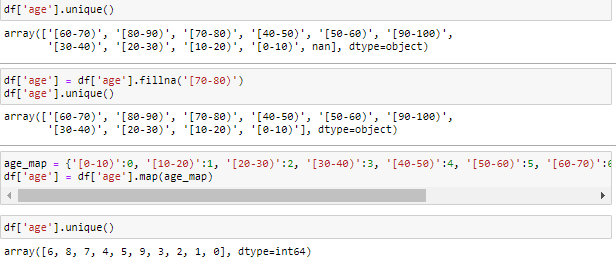 df['age'].unique()
array(['[60-70)', '[80-90)', '[70-80)', '[40-50)', '[50-60)', '[90-100)',
'[30-40)', '[20-30)', '[10-20)', '[0-10)', nan], dtype=object)
df['age'] = df['age'].fillna('[70-80)')
df['age'].unique()
array(['[60-70)', '[80-90)', '[70-80)', '[40-50)', '[50-60)', '[90-100)',
'[30-40)', '[20-30)', '[10-20)', '[0-10)'], dtype=object)
age_map = {'[0-10)':0, '[10-20)':1, '[20-30)':2, '[30-40)':3, '[40-50)':4, '[50-60)':5, '[60-70)':6
df['age'] = df['age'].map(age_map)
df['age'].unique()
array([6, 8, 7, 4, 5, 9, 3, 2, 1, 0], dtype=int64)